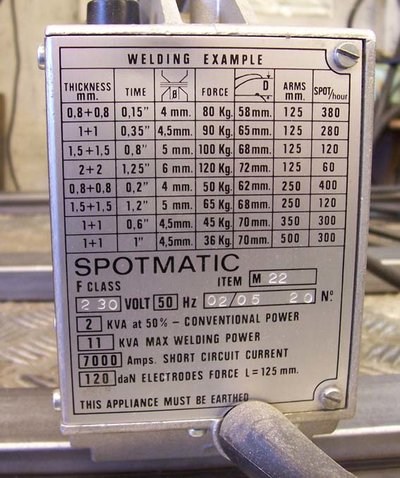 WELDING EXAMPLE
THICKNESS mm. TIME Ø FORCE D ARMS mm. SPOT/hour
0,8+0,8 0,15" 4 mm. 80 Kg. 58mm. 125 380
1+1 0,35" 4,5mm. 90 Kg. 65mm. 125 280
1,5+1,5 0,8" 5 mm. 100 Kg. 68mm. 125 120
2+2 1,25" 6 mm. 120 Kg. 72mm. 125 60
0,8+0,8 0,2" 4 mm. 50 Kg. 62mm. 250 400
1,5+1,5 1,2" 5 mm. 65 Kg. 68mm. 250 120
1+1 0,6" 4,5mm. 45 Kg. 70mm. 350 300
1+1 1" 4,5mm. 36 Kg. 70mm. 500 300
SPOTMATIC
F CLASS ITEM M 22
230 VOLT 50 Hz 02/05 20 Nº
2 KVA at 50% - CONVENTIONAL POWER
11 KVA MAX WELDING POWER
7000 Amps. SHORT CIRCUIT CURRENT
120 daN ELECTRODES FORCE L = 125 mm.
THIS APPLIANCE MUST BE EARTHED